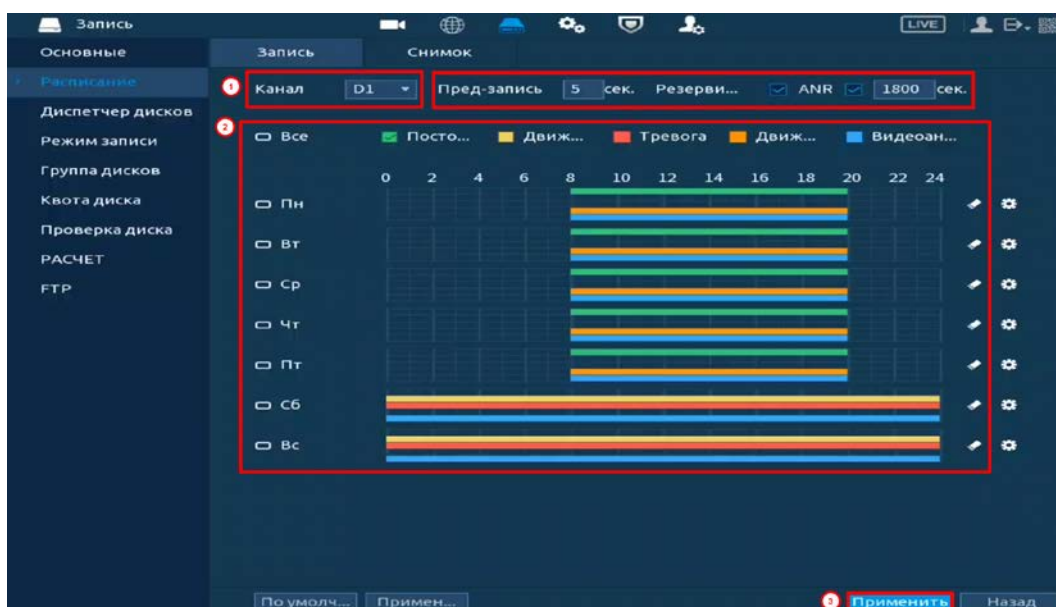 Запись LIVE
Основные Запись Снимок
Расписание 1 Канал D1 Пред-запись 5 сек. Резерви... ANR 1800 сек.
Диспетчер дисков
2 Все Посто... Движ... Тревога Движ... Видеоан...
Режим записи
Группа дисков
0 2 4 6 8 10 12 14 16 18 20 22 24
Квота диска
Пн
Проверка диска
Вт
РАСЧЕТ
Ср
FTP
Чт
Пт
Сб
Вс
По умолч... Примен... 3 Применить Назад